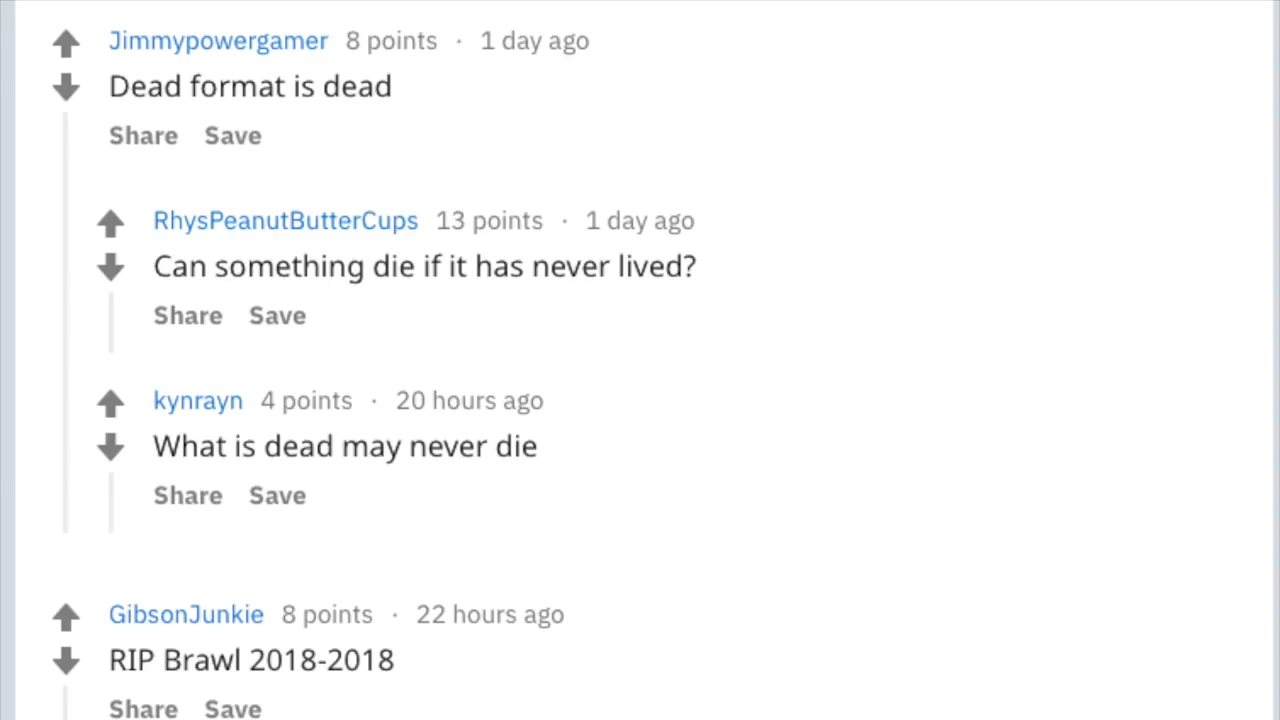 Jimmypowergamer 8 points · 1 day ago
Dead format is dead
Share Save
RhysPeanutButterCups 13 points · 1 day ago
Can something die if it has never lived?
Share Save
kynrayn 4 points · 20 hours ago
What is dead may never die
Share Save
GibsonJunkie 8 points · 22 hours ago
RIP Brawl 2018-2018
Share Save